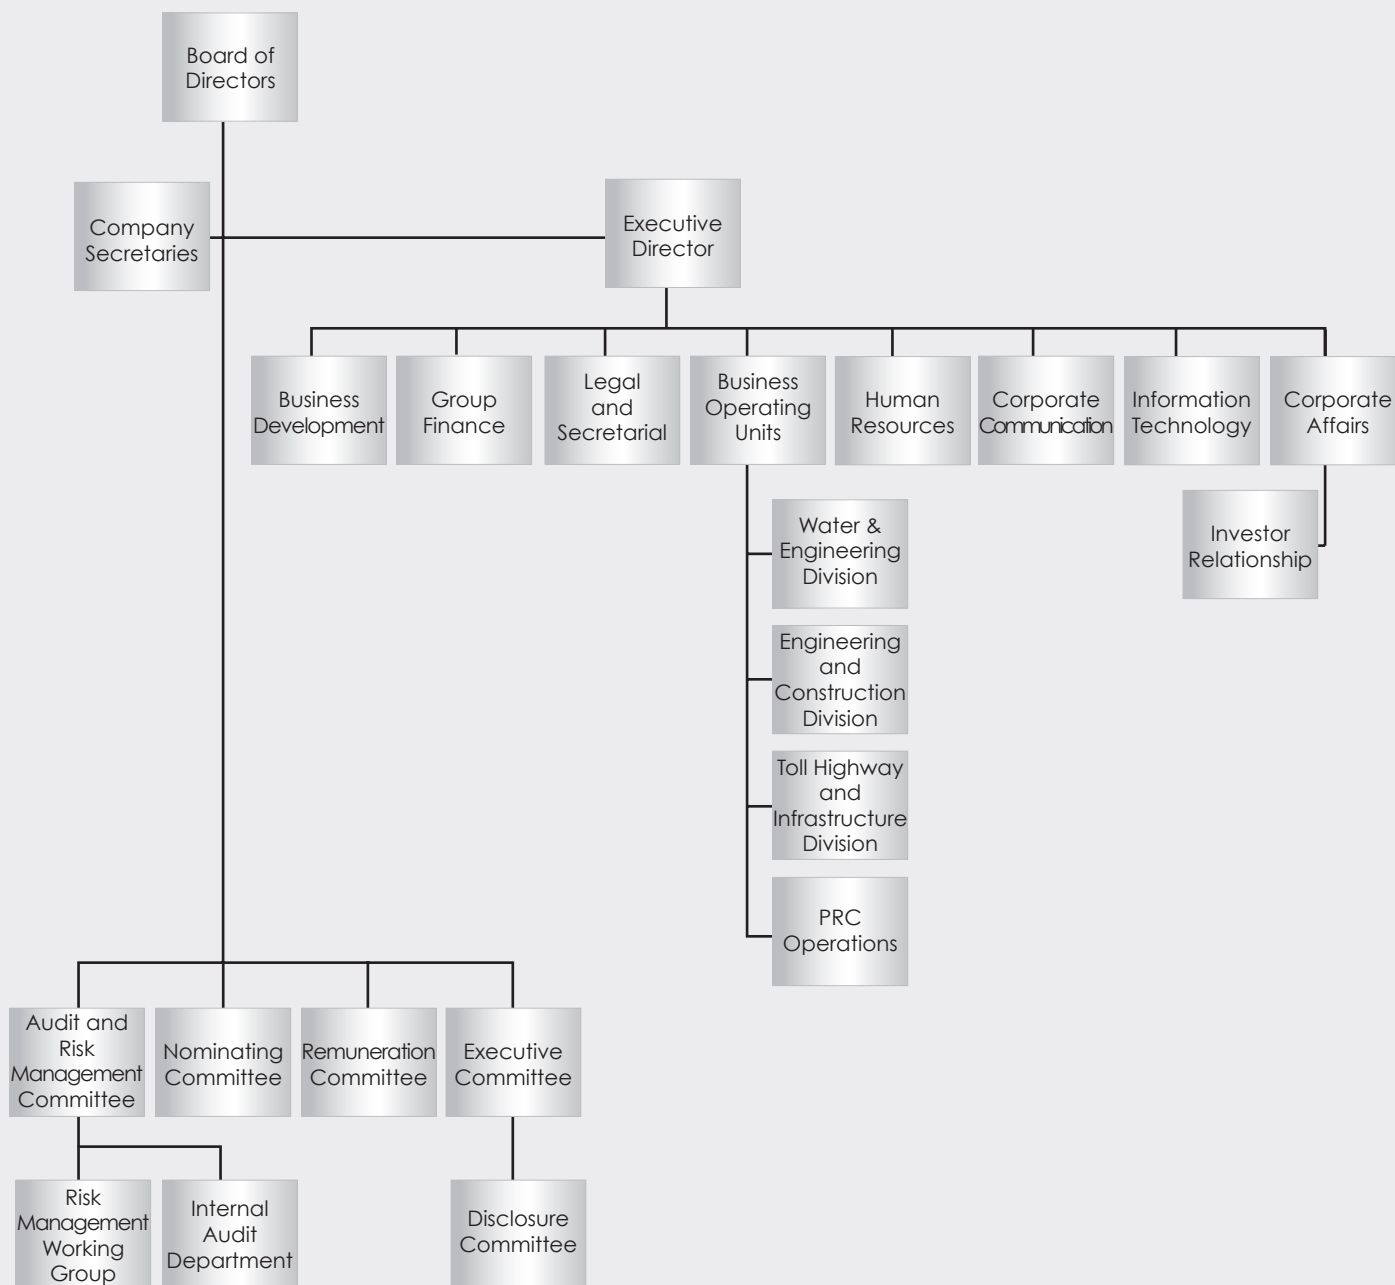 Board of
Directors
Company
Secretaries
Executive
Director
Business
Development
Group
Finance
Legal
and
Secretarial
Business
Operating
Units
Human
Resources
Corporate
Communication
Information
Technology
Corporate
Affairs
Water &
Engineering
Division
Investor
Relationship
Engineering
and
Construction
Division
Toll Highway
and
Infrastructure
Division
PRC
Operations
Audit and
Risk
Management
Committee
Nominating
Committee
Remuneration
Committee
Executive
Committee
Risk
Management
Working
Group
Internal
Audit
Department
Disclosure
Committee